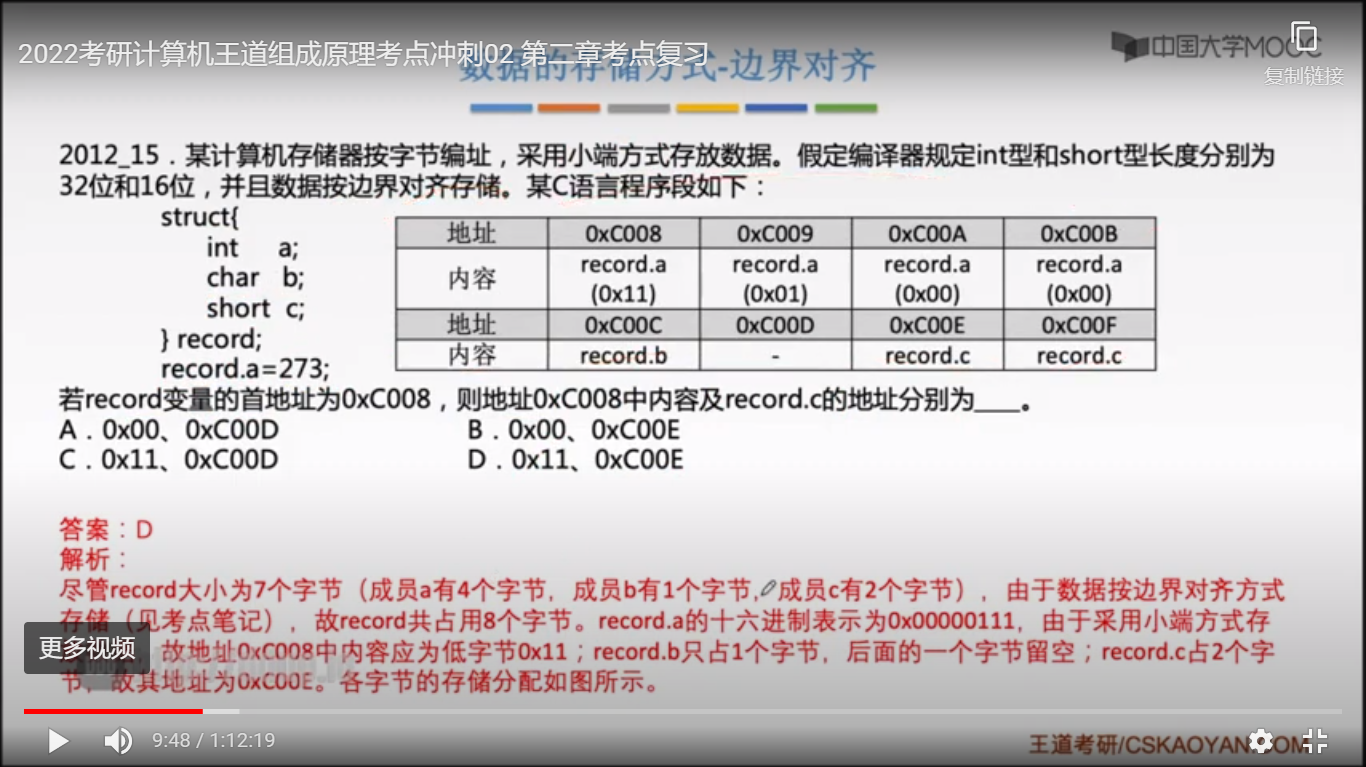 2022考研计算机王道组成原理考点冲刺02 第二章考点复习
数据的存储方式-边界对齐
中国大学MOOC
复制链接
2012_15．某计算机存储器按字节编址，采用小端方式存放数据。假定编译器规定int型和short型长度分别为
32位和16位，并且数据按边界对齐存储。某C语言程序段如下：
struct{
int a;
char b;
short c;
} record;
record.a=273;
地址 0xC008 0xC009 0xC00A 0xC00B
内容 record.a (0x11) record.a (0x01) record.a (0x00) record.a (0x00)
地址 0xC00C 0xC00D 0xC00E 0xC00F
内容 record.b - record.c record.c
若record变量的首地址为0xC008，则地址0xC008中内容及record.c的地址分别为____。
A．0x00、0xC00D B．0x00、0xC00E
C．0x11、0xC00D D．0x11、0xC00E
答案：D
解析：
尽管record大小为7个字节（成员a有4个字节，成员b有1个字节，成员c有2个字节），由于数据按边界对齐方式
存储（见考点笔记），故record共占用8个字节。record.a的十六进制表示为0x00000111，由于采用小端方式存
故地址0xC008中内容应为低字节0x11；record.b只占1个字节，后面的一个字节留空；record.c占2个字
节，故其地址为0xC00E。各字节的存储分配如图所示。
更多视频
9:48 / 1:12:19
王道考研/CSKAOYAN.COM